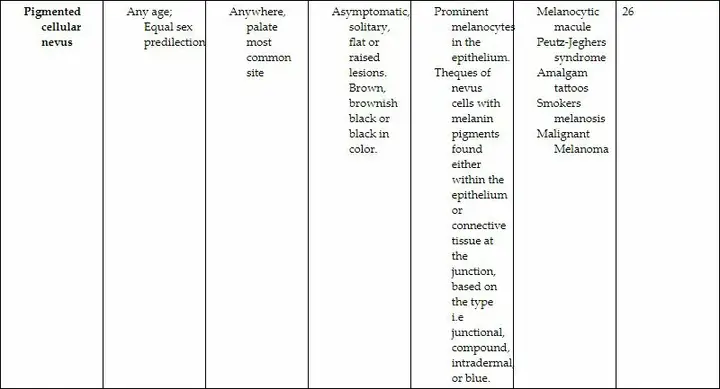 Pigmented
cellular
nevus
Any age;
Equal sex
predilection
Anywhere,
palate
most
common
site
Asymptomatic,
solitary,
flat or
raised
lesions.
Brown,
brownish
black or
black in
color.
Prominent
melanocytes
in the
epithelium.
Theques of
nevus
cells with
melanin
pigments
found
either
within the
epithelium
or
connective
tissue at
the
junction,
based on
the type
i.e
junctional,
compound,
intradermal,
or blue.
Melanocytic
macule
Peutz-Jeghers
syndrome
Amalgam
tattoos
Smokers
melanosis
Malignant
Melanoma
26